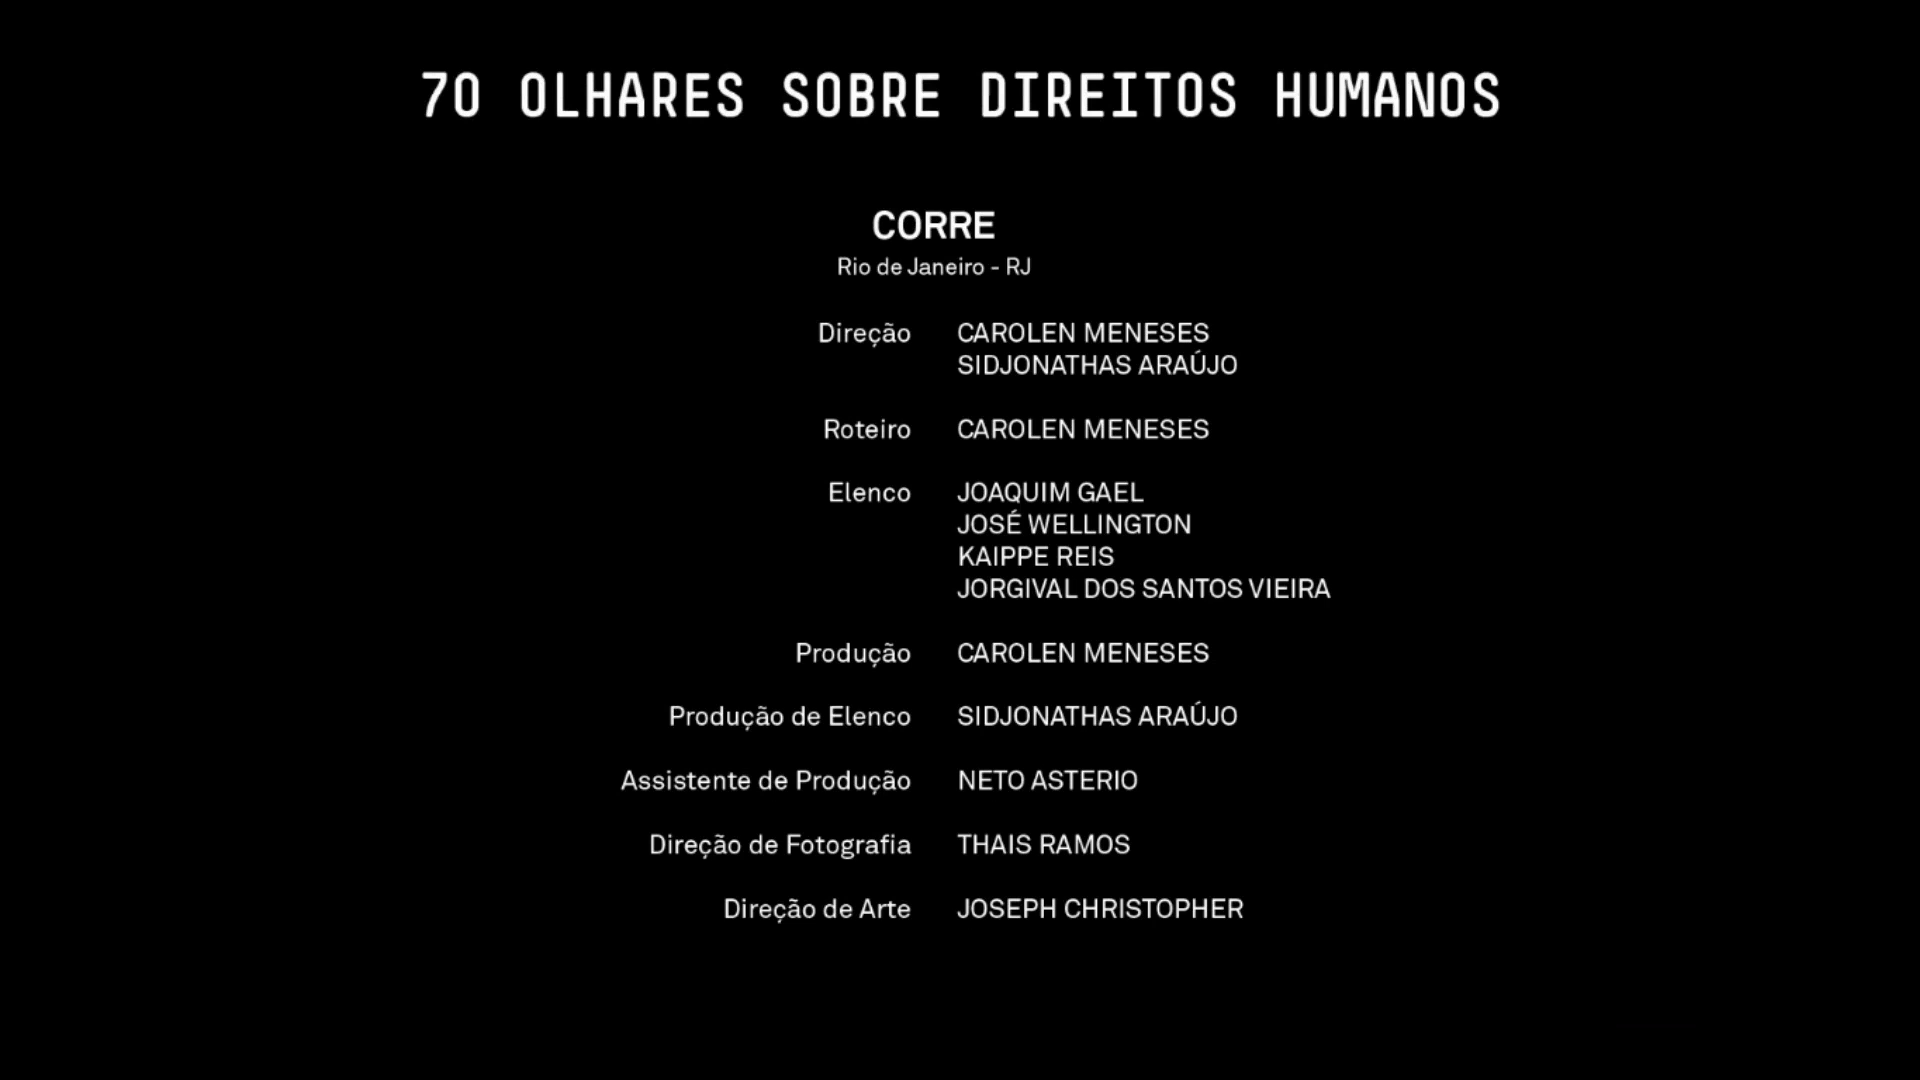 70 OLHARES SOBRE DIREITOS HUMANOS
CORRE
Rio de Janeiro - RJ
Direção CAROLEN MENESES
SIDJONATHAS ARAÚJO
Roteiro CAROLEN MENESES
Elenco JOAQUIM GAEL
JOSÉ WELLINGTON
KAIPPE REIS
JORGIVAL DOS SANTOS VIEIRA
Produção CAROLEN MENESES
Produção de Elenco SIDJONATHAS ARAÚJO
Assistente de Produção NETO ASTERIO
Direção de Fotografia THAIS RAMOS
Direção de Arte JOSEPH CHRISTOPHER